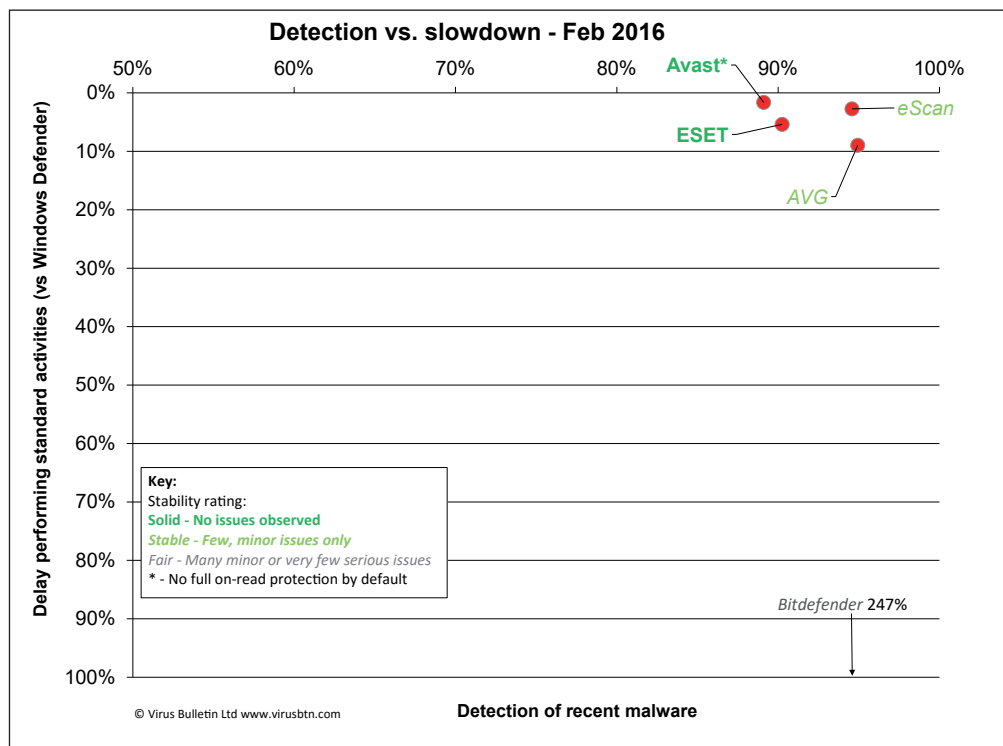 Detection vs. slowdown - Feb 2016
50% 60% 70% 80% 90% 100%
Delay performing standard activities (vs Windows Defender)
0%
10%
20%
30%
40%
50%
60%
70%
80%
90%
100%
Avast*
eScan
ESET
AVG
Key:
Stability rating:
Solid - No issues observed
Stable - Few, minor issues only
Fair - Many minor or very few serious issues
* - No full on-read protection by default
Bitdefender 247%
© Virus Bulletin Ltd www.virusbtn.com
Detection of recent malware